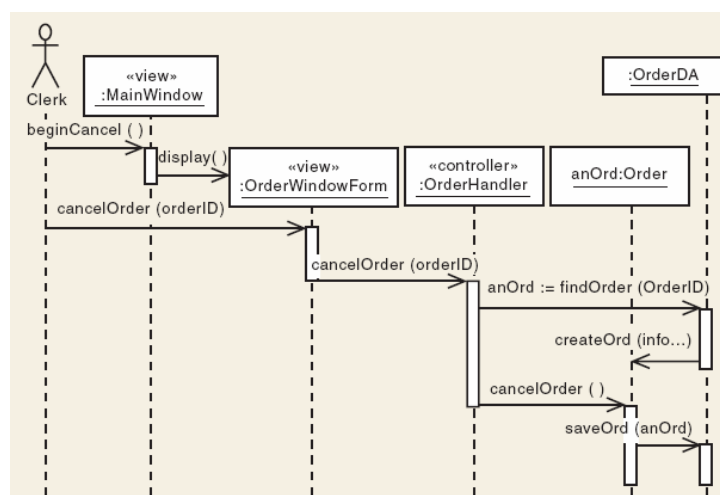 Clerk
«view»
:MainWindow
:OrderDA
beginCancel ( )
display( )
«view»
:OrderWindowForm
«controller»
:OrderHandler
anOrd:Order
cancelOrder (orderID)
cancelOrder (orderID)
anOrd := findOrder (OrderID)
createOrd (info...)
cancelOrder ( )
saveOrd (anOrd)